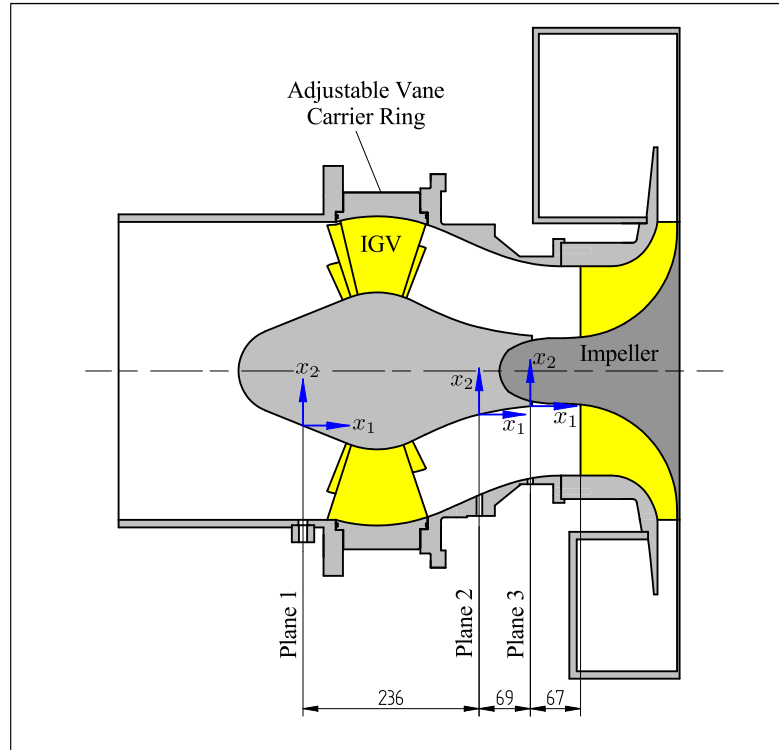 Adjustable Vane
Carrier Ring
IGV
Impeller
x2
x2
x2
x1
x1
x1
Plane 1
Plane 2
Plane 3
236
69
67